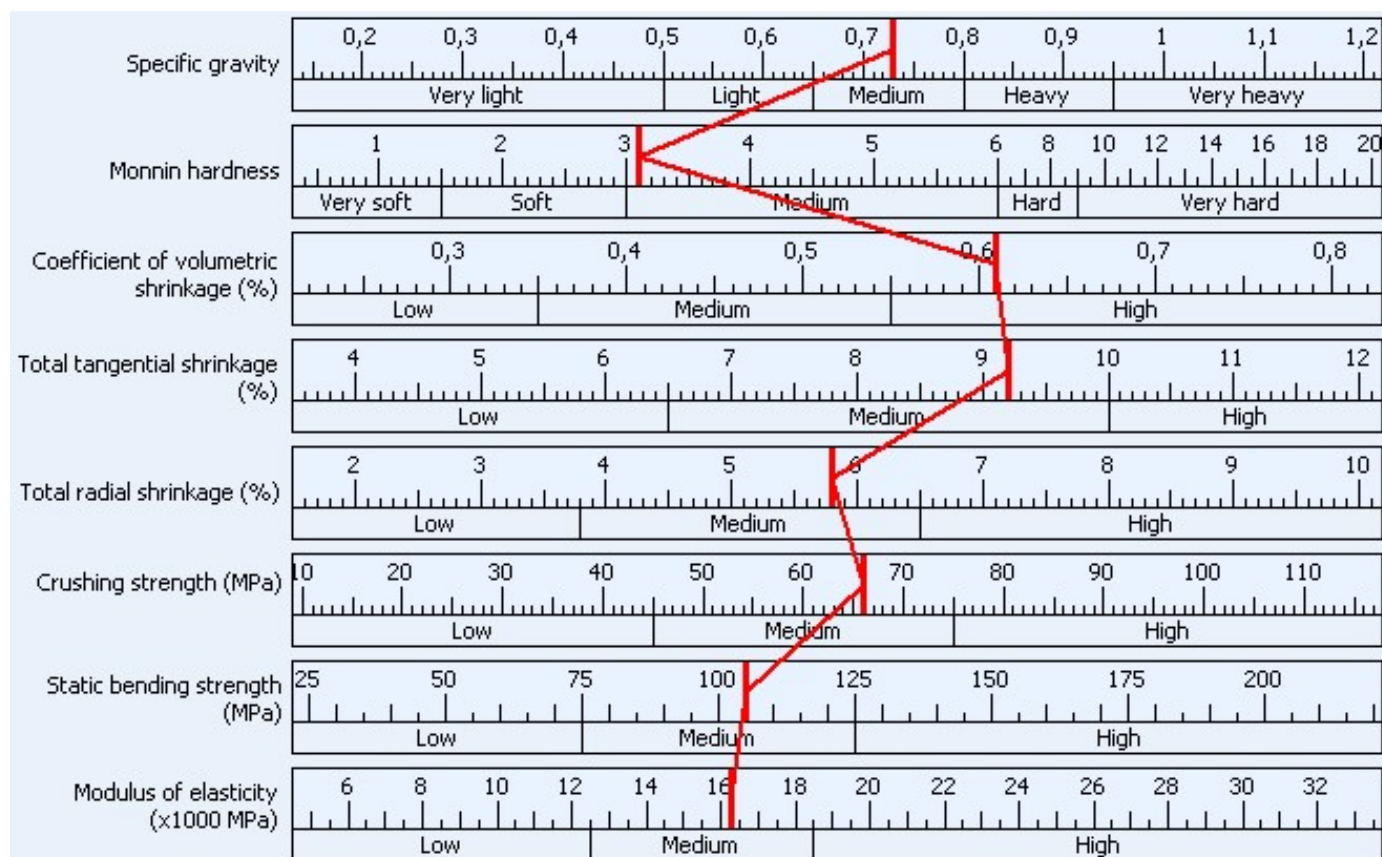 Specific gravity
0,2 0,3 0,4 0,5 0,6 0,7 0,8 0,9 1 1,1 1,2
Very light Light Medium Heavy Very heavy
Monnin hardness
1 2 3 4 5 6 8 10 12 14 16 18 20
Very soft Soft Medium Hard Very hard
Coefficient of volumetric
shrinkage (%)
0,3 0,4 0,5 0,6 0,7 0,8
Low Medium High
Total tangential shrinkage
(%)
4 5 6 7 8 9 10 11 12
Low Medium High
Total radial shrinkage (%)
2 3 4 5 6 7 8 9 10
Low Medium High
Crushing strength (MPa)
10 20 30 40 50 60 70 80 90 100 110
Low Medium High
Static bending strength
(MPa)
25 50 75 100 125 150 175 200
Low Medium High
Modulus of elasticity
(x1000 MPa)
6 8 10 12 14 16 18 20 22 24 26 28 30 32
Low Medium High